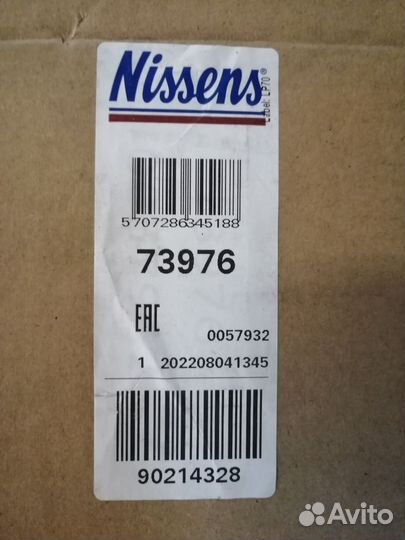 Nissens
Label: LP70®
5707286345188
73976
EAC
0057932
1 202208041345
90214328
Avito